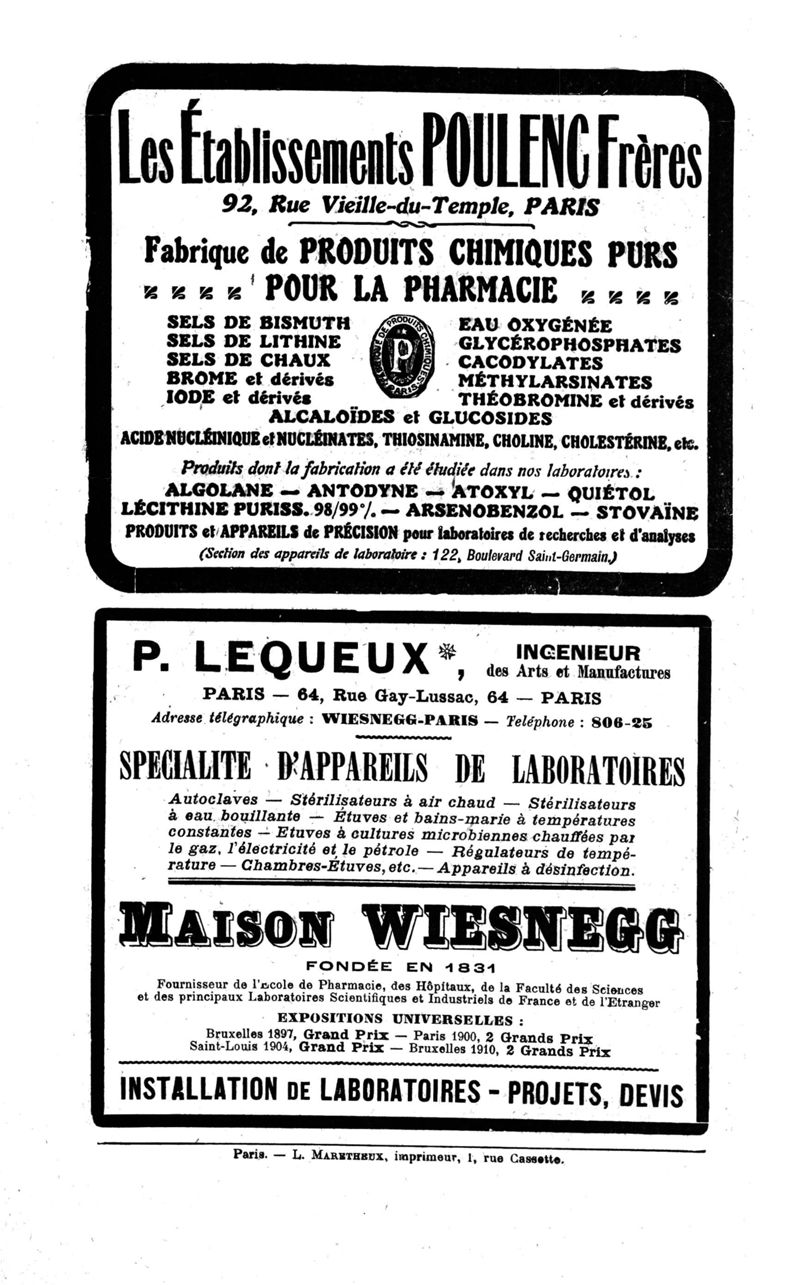 Les Établissements POULENC Frères
92, Rue Vieille-du-Temple, PARIS
Fabrique de PRODUITS CHIMIQUES PURS
POUR LA PHARMACIE
SELS DE BISMUTH
SELS DE LITHINE
SELS DE CHAUX
BROME et dérivés
IODE et dérivés
P
PARIS
EAU OXYGÉNÉE
GLYCÉROPHOSPHATES
CACODYLATES
MÉTHYLARSINATES
THÉOBROMINE et dérivés
ALCALOÏDES et GLUCOSIDES
ACIDE NUCLÉINIQUE et NUCLÉINATES, THIOSINAMINE, CHOLINE, CHOLESTÉRINE, etc.
Produits dont la fabrication a été étudiée dans nos laboratoires :
ALGOLANE — ANTODYNE — ATOXYL — QUIÉTOL
LÉCITHINE PURISS. 98/99 % — ARSENOBENZOL — STOVAÏNE
PRODUITS et APPAREILS de PRÉCISION pour laboratoires de recherches et d'analyses
(Section des appareils de laboratoire : 122, Boulevard Saint-Germain.)
P. LEQUEUX *, INGENIEUR
des Arts et Manufactures
PARIS — 64, Rue Gay-Lussac, 64 — PARIS
Adresse télégraphique : WIESNEGG-PARIS — Teléphone : 806-25
SPECIALITE D'APPAREILS DE LABORATOIRES
Autoclaves — Stérilisateurs à air chaud — Stérilisateurs
à eau bouillante — Étuves et bains-marie à températures
constantes — Etuves à cultures microbiennes chauffées par
le gaz, l'électricité et le pétrole — Régulateurs de tempé-
rature — Chambres-Étuves, etc. — Appareils à désinfection.
MAISON WIESNEGG
FONDÉE EN 1831
Fournisseur de l'Ecole de Pharmacie, des Hôpitaux, de la Faculté des Sciences
et des principaux Laboratoires Scientifiques et Industriels de France et de l'Etranger
EXPOSITIONS UNIVERSELLES :
Bruxelles 1897, Grand Prix — Paris 1900, 2 Grands Prix
Saint-Louis 1904, Grand Prix — Bruxelles 1910, 2 Grands Prix
INSTALLATION DE LABORATOIRES - PROJETS, DEVIS
Paris. — L. MARETHEUX, imprimeur, 1, rue Cassette.